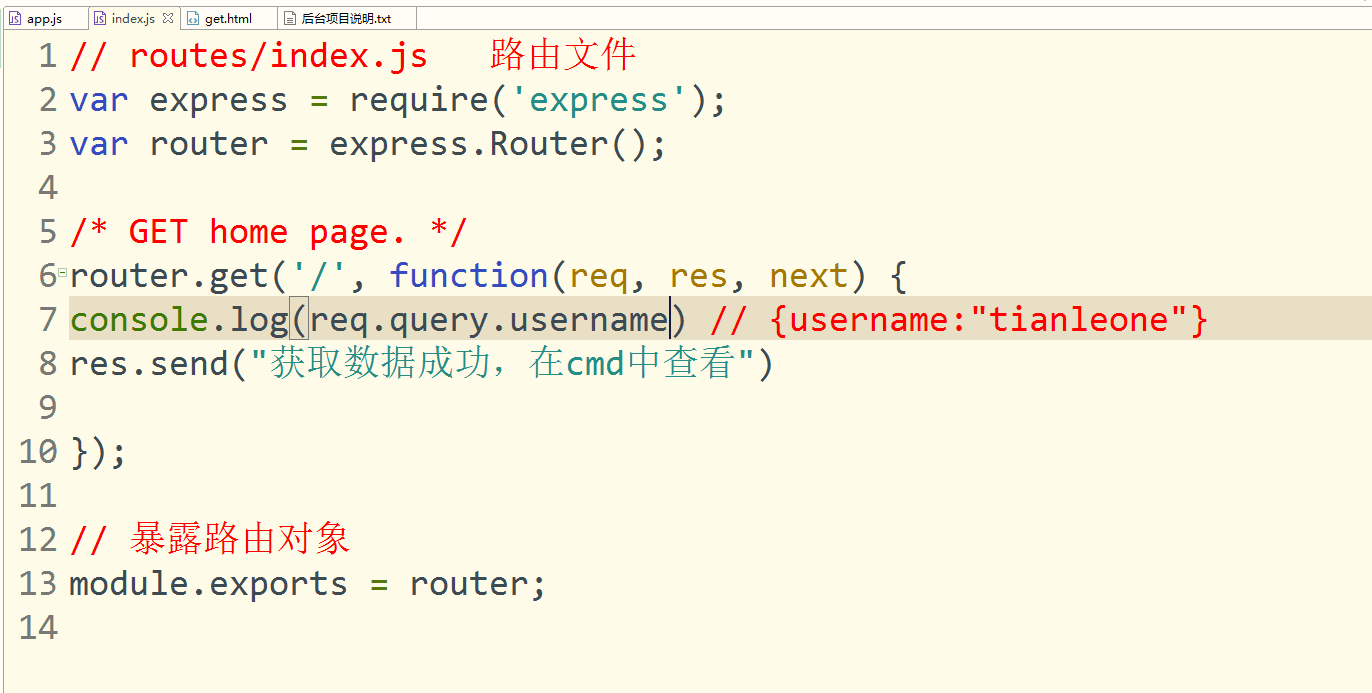 app.js index.js get.html 后台项目说明.txt
1 // routes/index.js 路由文件
2 var express = require('express');
3 var router = express.Router();
4
5 /* GET home page. */
6 router.get('/', function(req, res, next) {
7 console.log(req.query.username) // {username:"tianleone"}
8 res.send("获取数据成功，在cmd中查看")
9
10 });
11
12 // 暴露路由对象
13 module.exports = router;
14